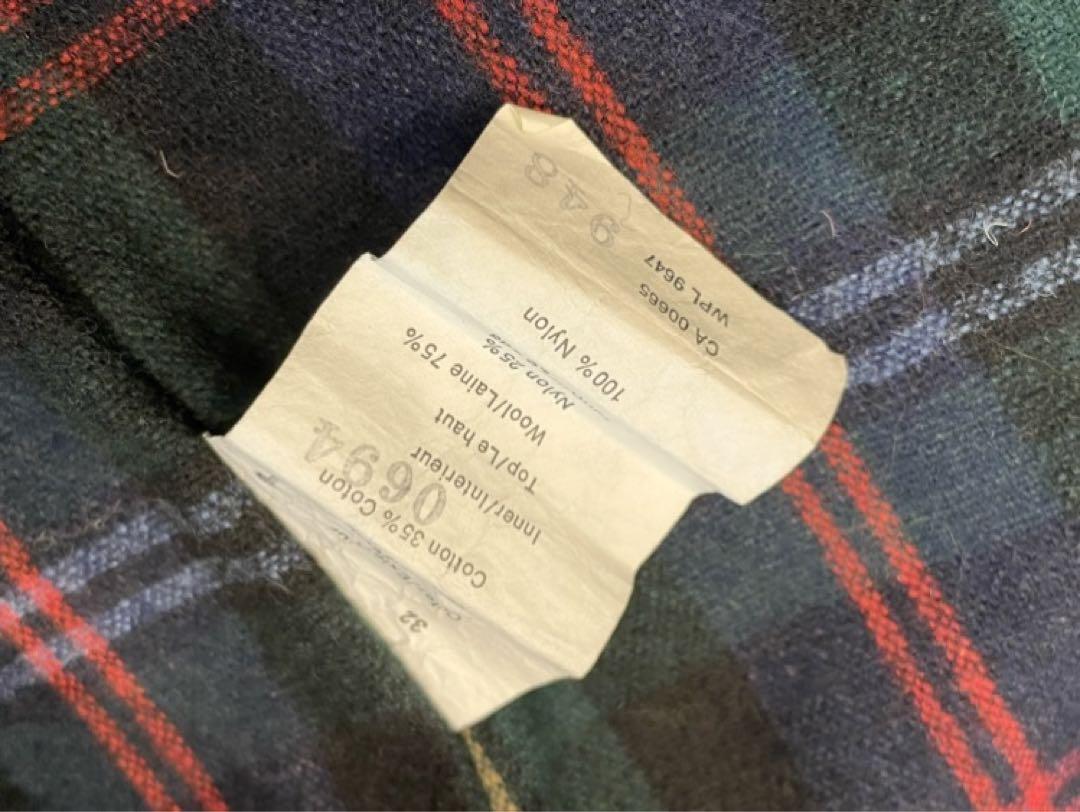 32
Cotton 35% Coton
0694
Inner/Interieur
Top/Le haut
Wool/Laine 75%
Nylon 25%
100% Nylon
CA 00665
WPL 9647
948